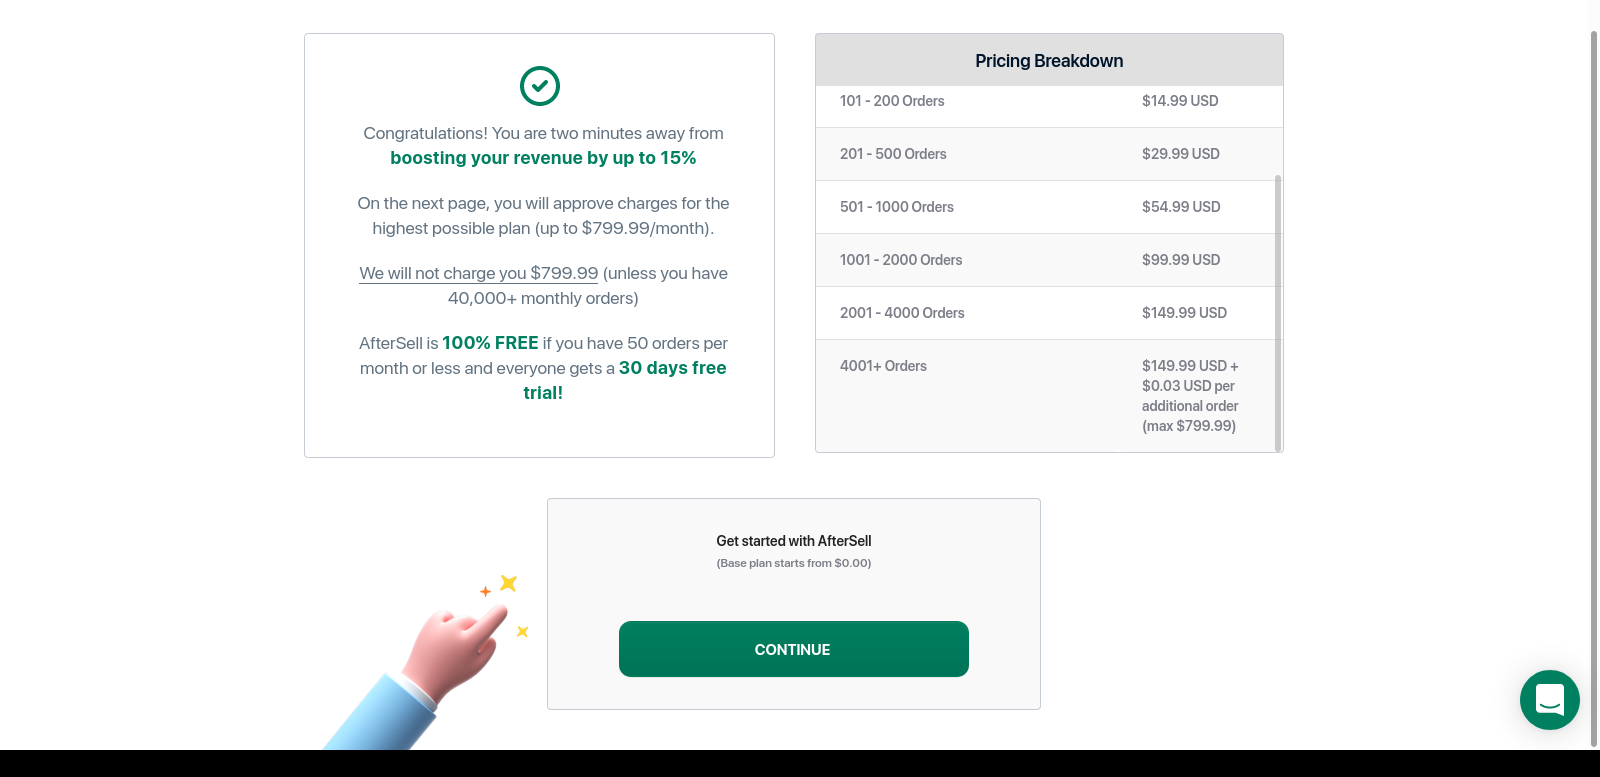 Congratulations! You are two minutes away from
boosting your revenue by up to 15%
On the next page, you will approve charges for the
highest possible plan (up to $799.99/month).
We will not charge you $799.99 (unless you have
40,000+ monthly orders)
AfterSell is 100% FREE if you have 50 orders per
month or less and everyone gets a 30 days free
trial!
Pricing Breakdown
101 - 200 Orders $14.99 USD
201 - 500 Orders $29.99 USD
501 - 1000 Orders $54.99 USD
1001 - 2000 Orders $99.99 USD
2001 - 4000 Orders $149.99 USD
4001+ Orders $149.99 USD +
$0.03 USD per
additional order
(max $799.99)
Get started with AfterSell
(Base plan starts from $0.00)
CONTINUE